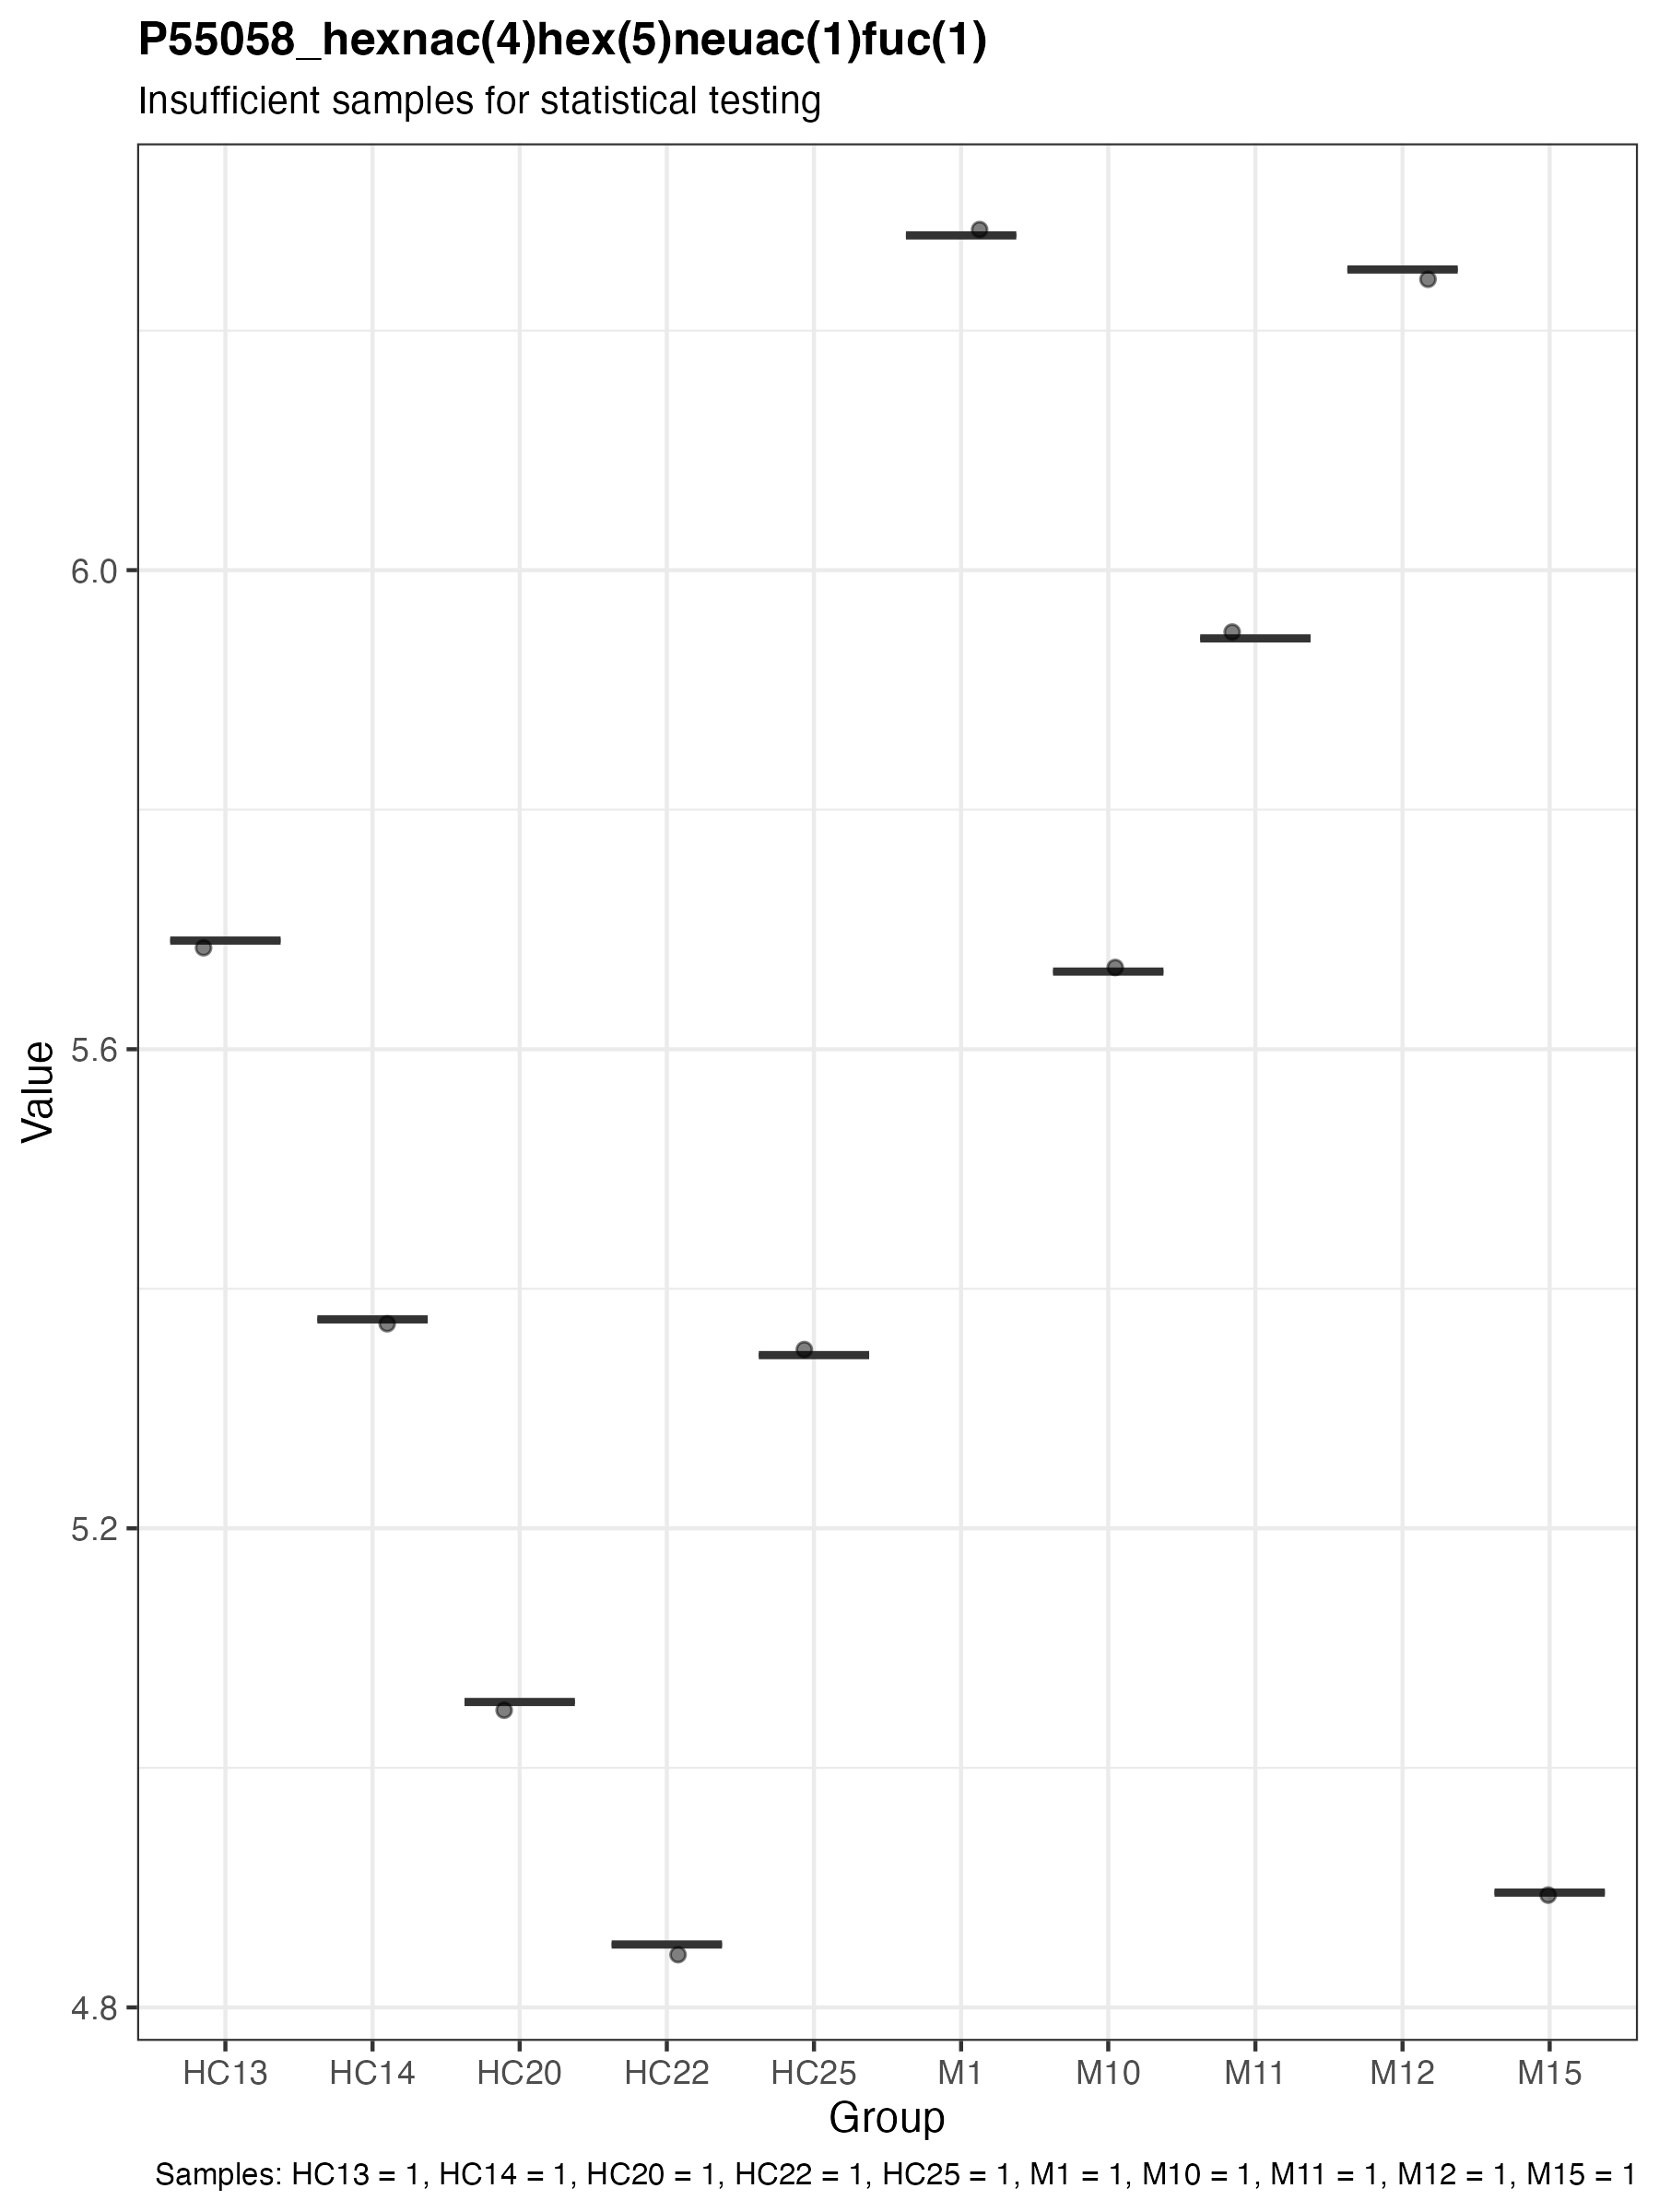 P55058_hexnac(4)hex(5)neuac(1)fuc(1)
Insufficient samples for statistical testing
Value
6.0
5.6
5.2
4.8
HC13 HC14 HC20 HC22 HC25 M1 M10 M11 M12 M15
Group
Samples: HC13 = 1, HC14 = 1, HC20 = 1, HC22 = 1, HC25 = 1, M1 = 1, M10 = 1, M11 = 1, M12 = 1, M15 = 1